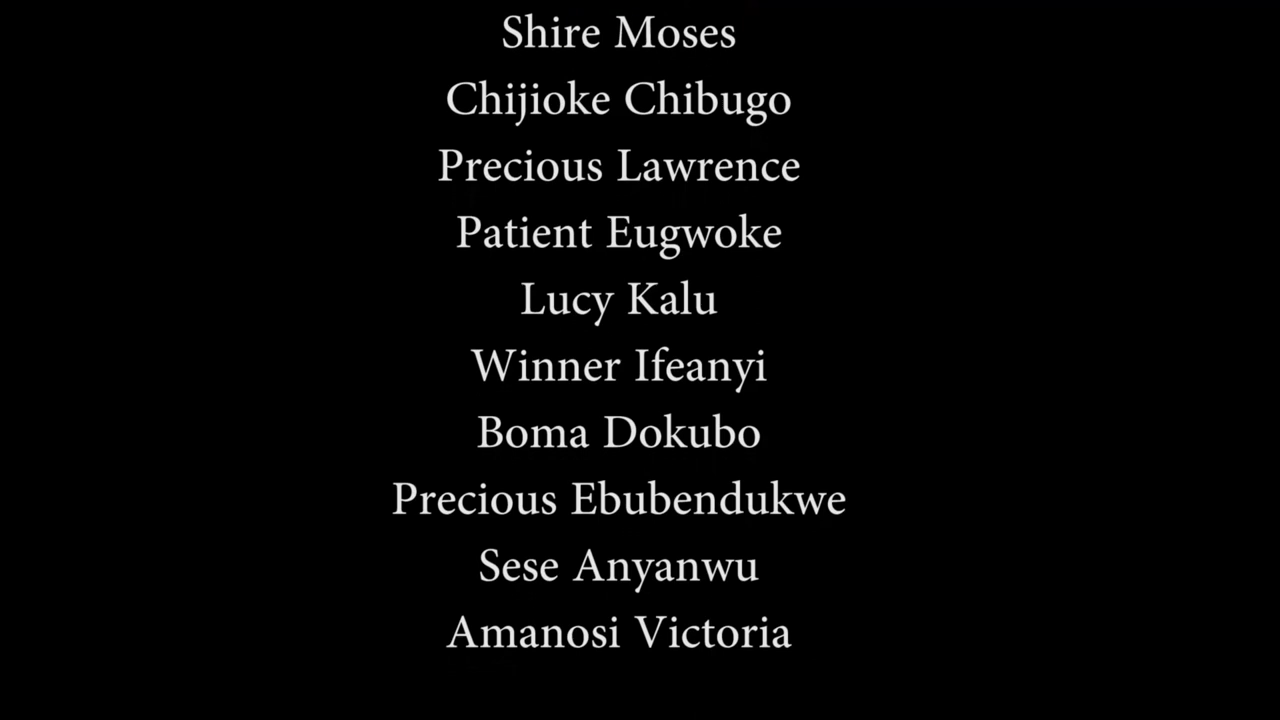 Shire Moses
Chijioke Chibugo
Precious Lawrence
Patient Eugwoke
Lucy Kalu
Winner Ifeanyi
Boma Dokubo
Precious Ebubendukwe
Sese Anyanwu
Amanosi Victoria